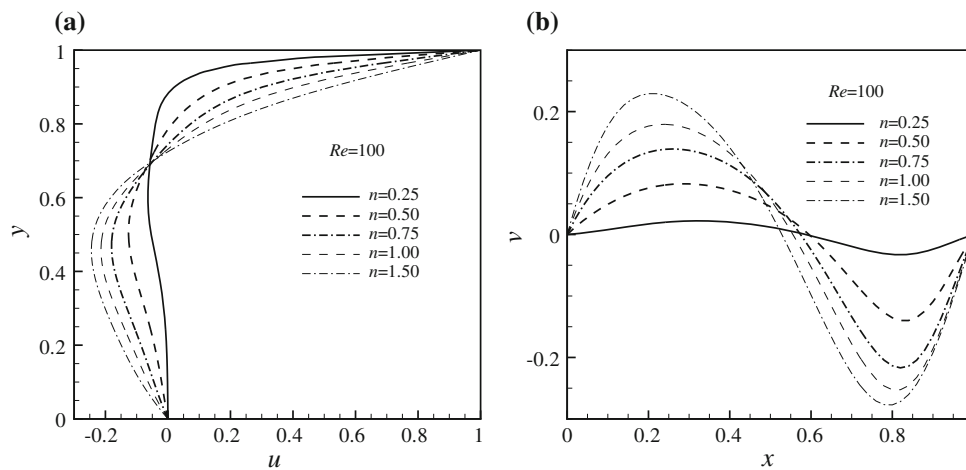 (a)
1
0.8
0.6
0.4
0.2
0
y
-0.2 0 0.2 0.4 0.6 0.8 1
u
Re=100
n=0.25
n=0.50
n=0.75
n=1.00
n=1.50
(b)
0.2
0
-0.2
v
0 0.2 0.4 0.6 0.8
x
Re=100
n=0.25
n=0.50
n=0.75
n=1.00
n=1.50